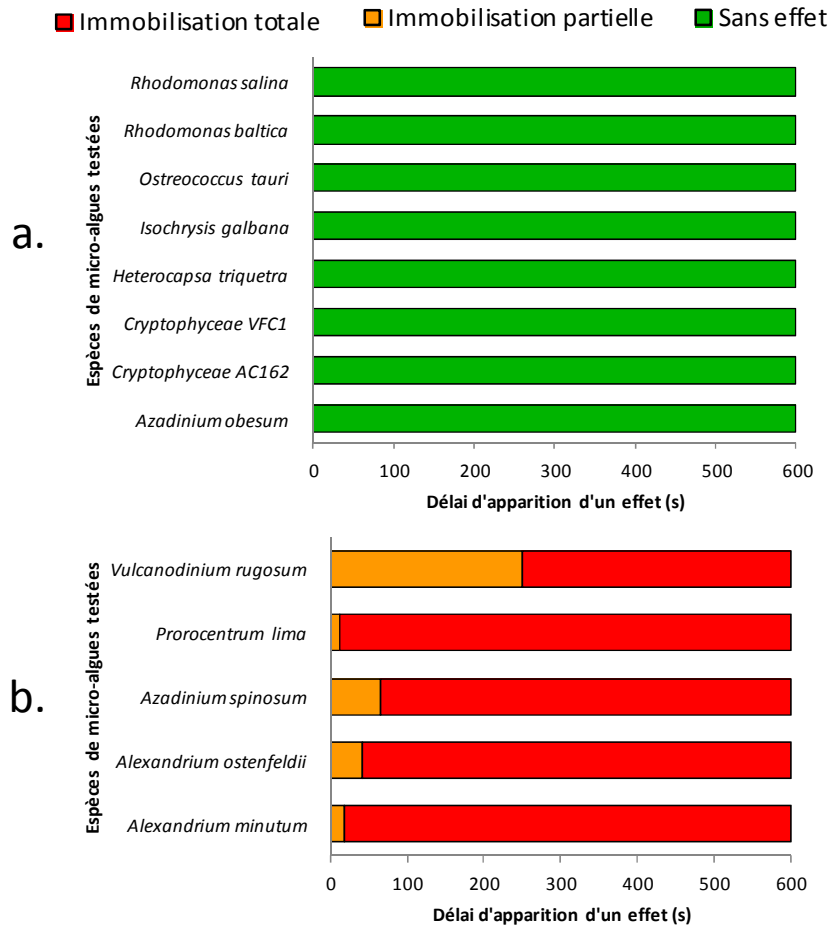 Immobilisation totale Immobilisation partielle Sans effet
a.
Espèces de micro-algues testées
Rhodomonas salina
Rhodomonas baltica
Ostreococcus tauri
Isochrysis galbana
Heterocapsa triquetra
Cryptophyceae VFC1
Cryptophyceae AC162
Azadinium obesum
0 100 200 300 400 500 600
Délai d'apparition d'un effet (s)
b.
Espèces de micro-algues testées
Vulcanodinium rugosum
Prorocentrum lima
Azadinium spinosum
Alexandrium ostenfeldii
Alexandrium minutum
0 100 200 300 400 500 600
Délai d'apparition d'un effet (s)